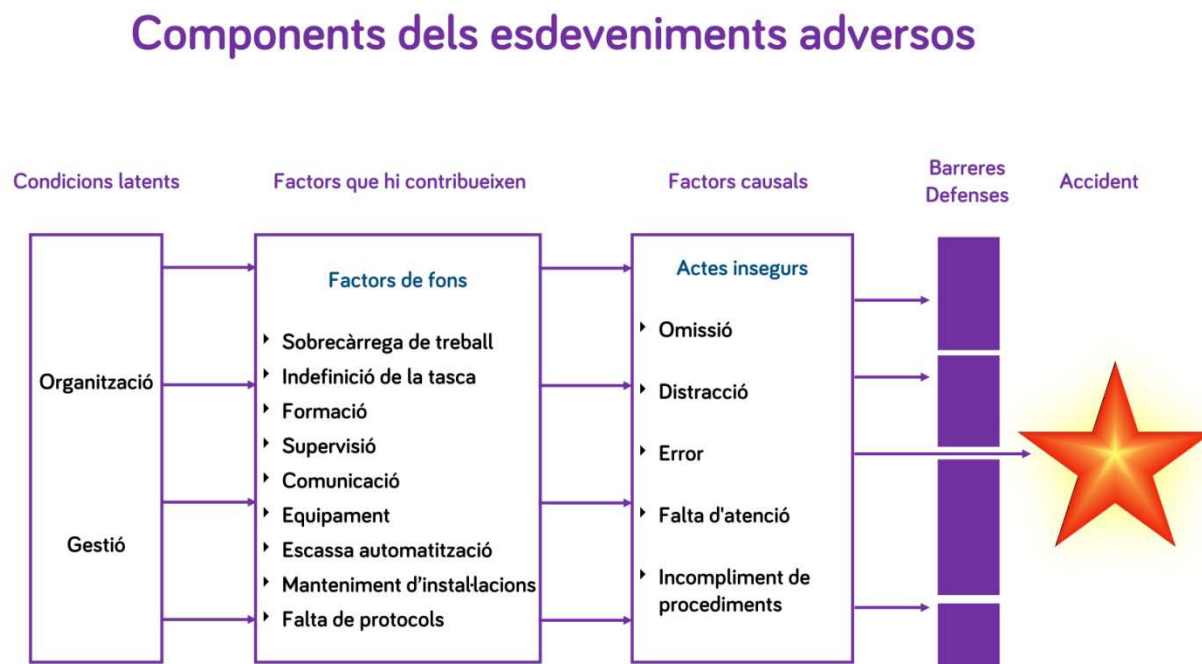 Components dels esdeveniments adversos
Condicions latents
Factors que hi contribueixen
Factors causals
Barreres
Defenses
Accident
Organització
Gestió
Factors de fons
Sobrecàrrega de treball
Indefinició de la tasca
Formació
Supervisió
Comunicació
Equipament
Escassa automatització
Manteniment d'instal·lacions
Falta de protocols
Actes insegurs
Omissió
Distracció
Error
Falta d'atenció
Incompliment de
procediments